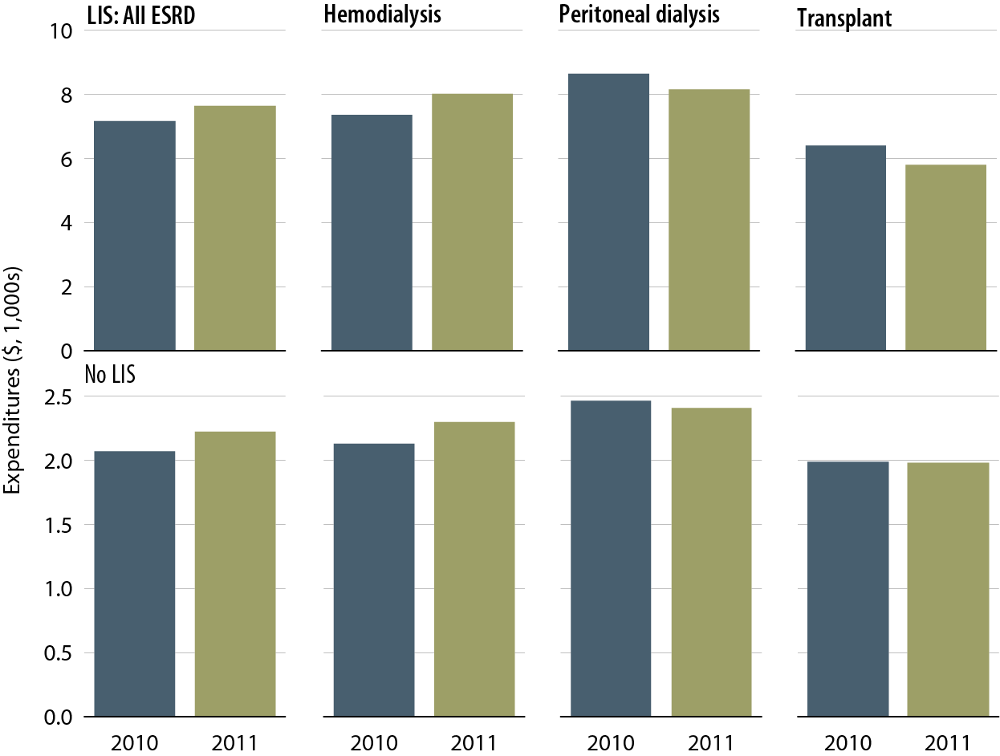 LIS: All ESRD
Hemodialysis
Peritoneal dialysis
Transplant
10
8
6
4
2
0
Expenditures ($, 1,000s)
No LIS
2.5
2.0
1.5
1.0
0.5
0.0
2010 2011 2010 2011 2010 2011 2010 2011